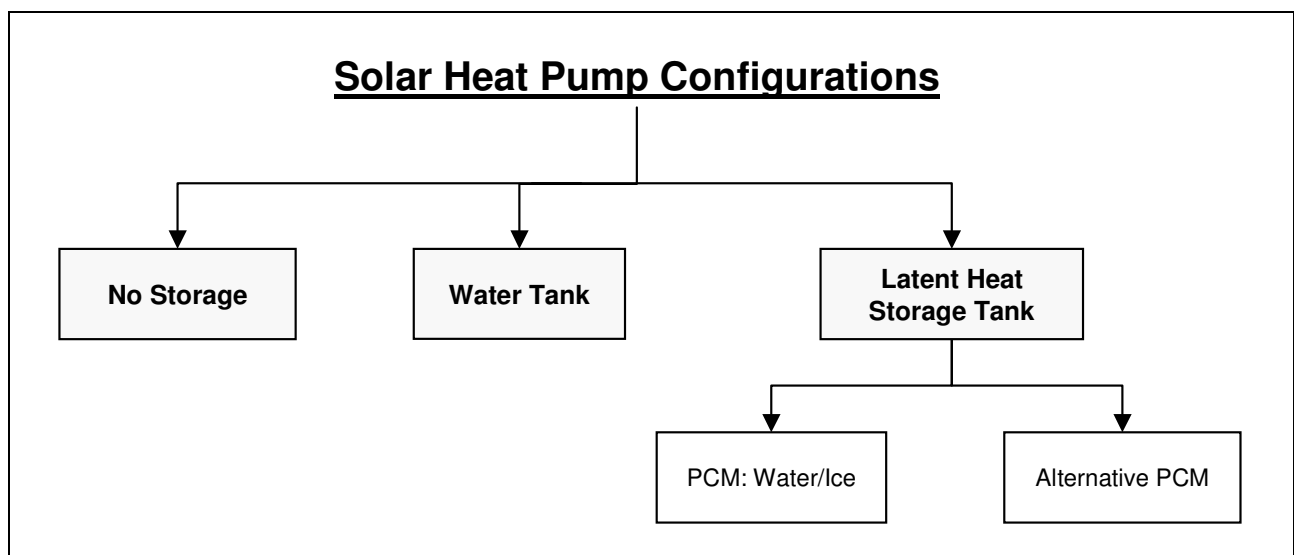 Solar Heat Pump Configurations
No Storage
Water Tank
Latent Heat
Storage Tank
PCM: Water/Ice
Alternative PCM